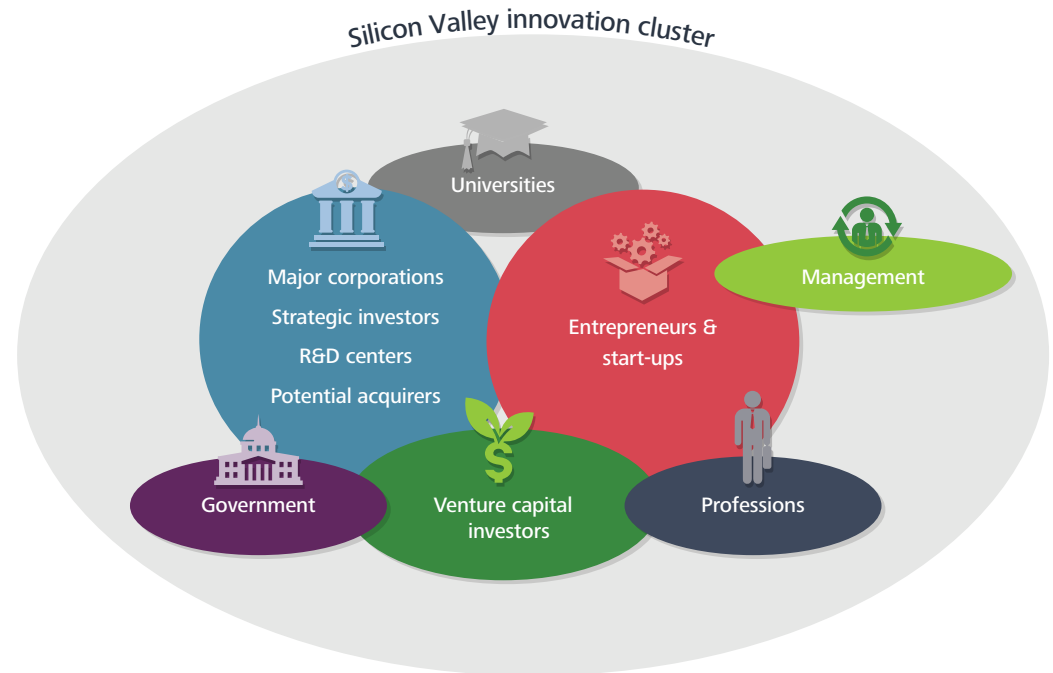 Silicon Valley innovation cluster
Universities
Major corporations
Strategic investors
R&D centers
Potential acquirers
Entrepreneurs &
start-ups
Management
Government
Venture capital
investors
Professions
$